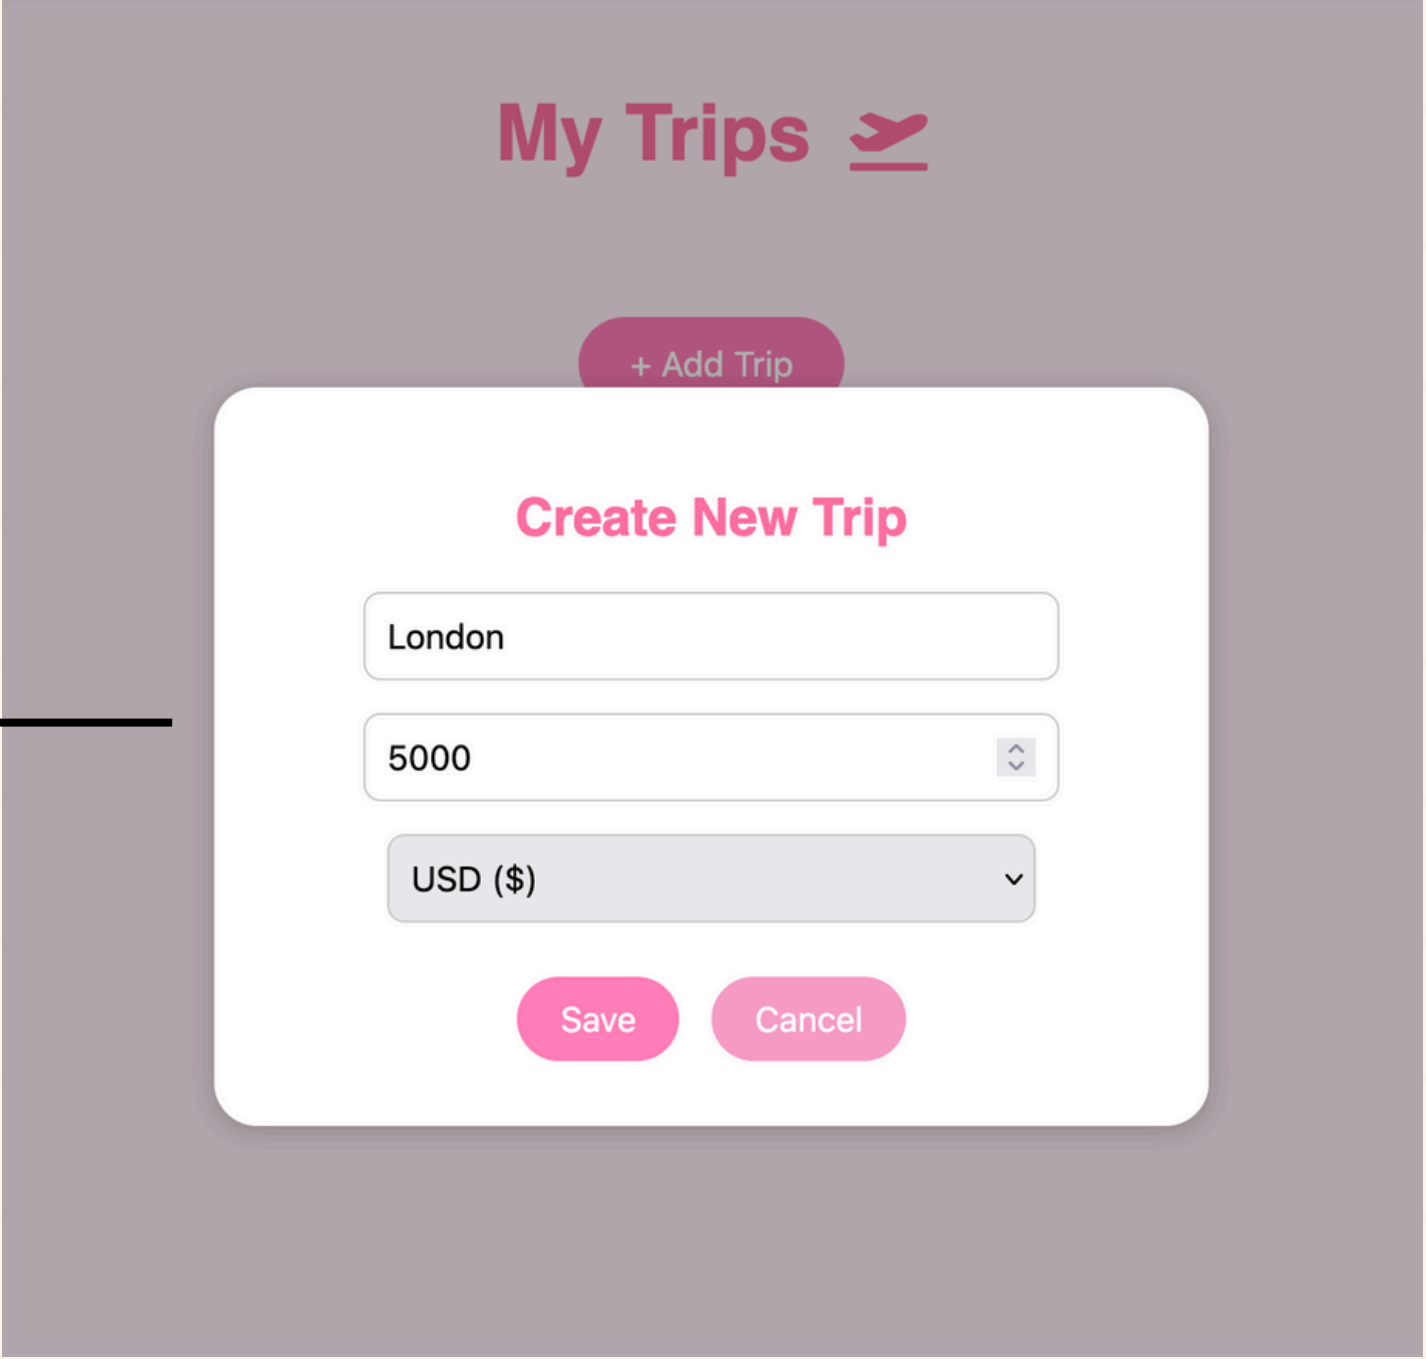 My Trips
+ Add Trip
Create New Trip
London
5000
USD ($)
Save Cancel